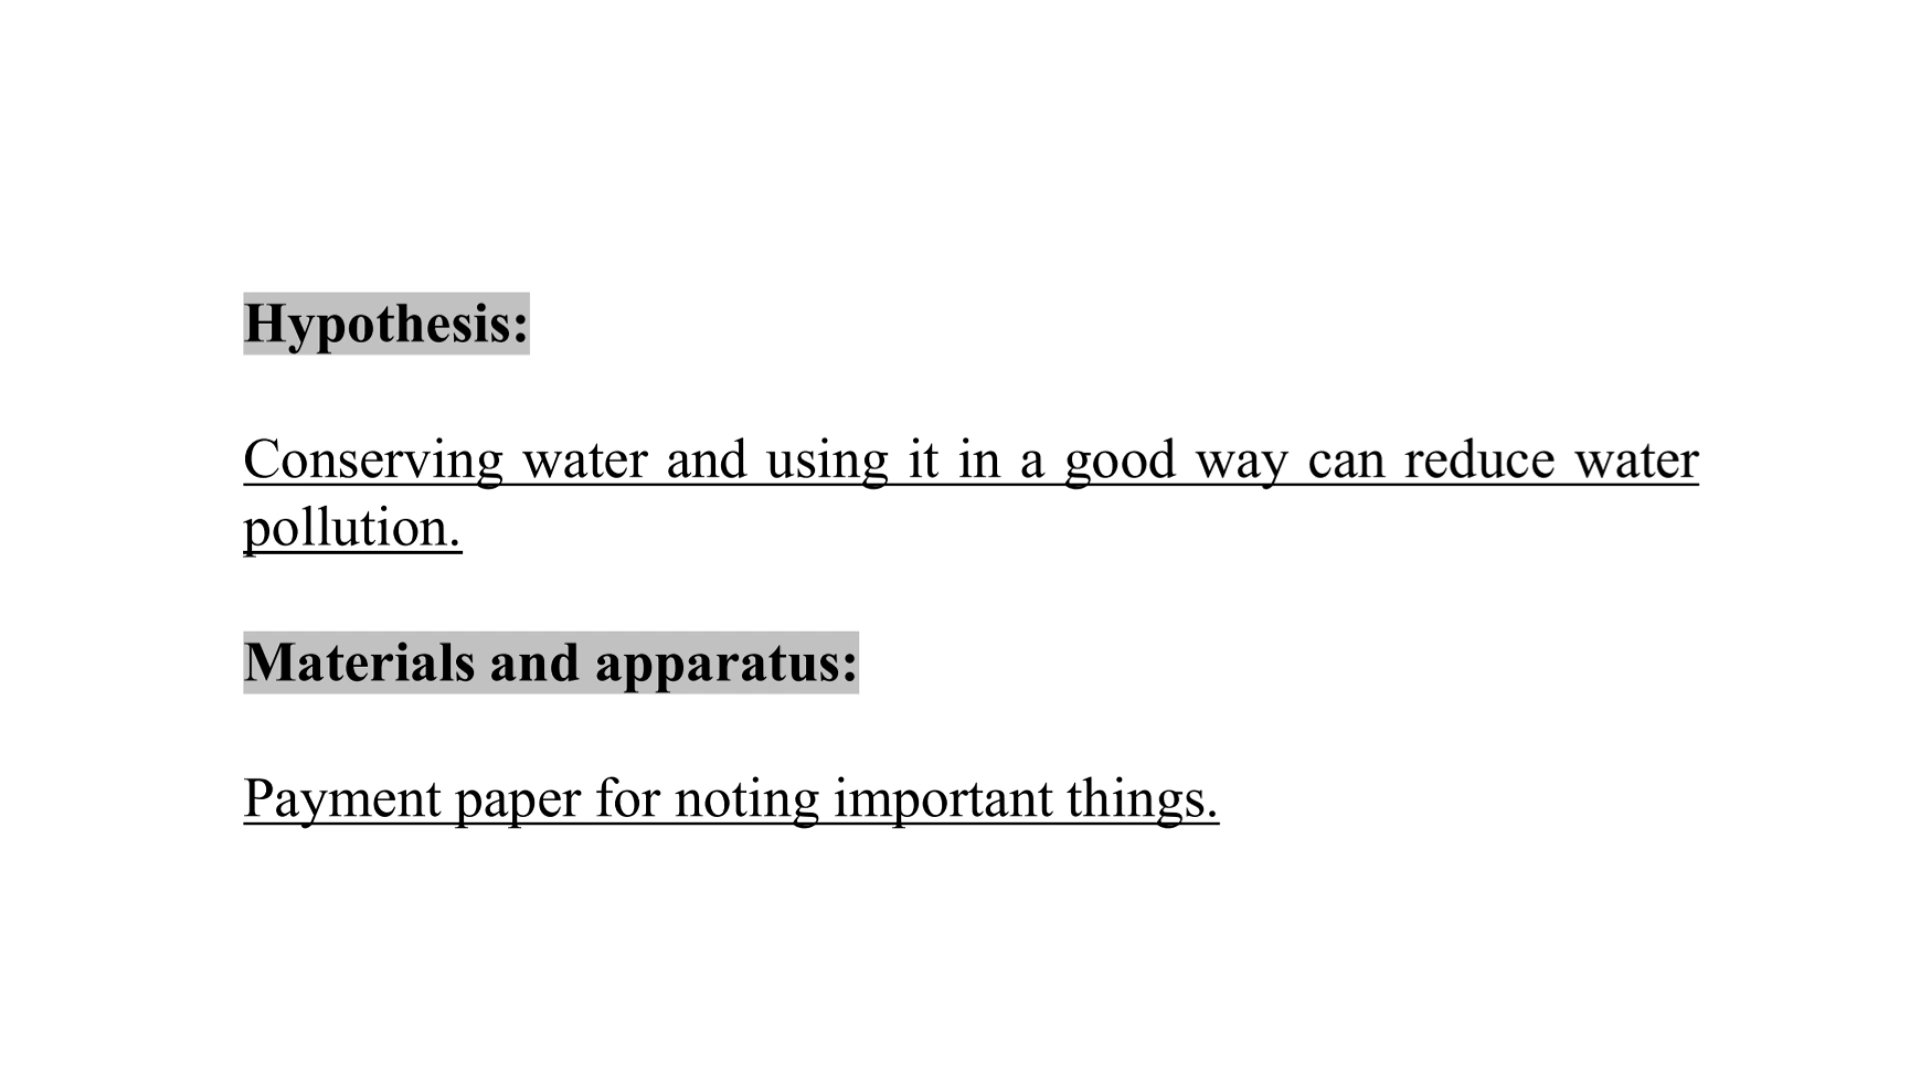 Hypothesis:
Conserving water and using it in a good way can reduce water
pollution.
Materials and apparatus:
Payment paper for noting important things.